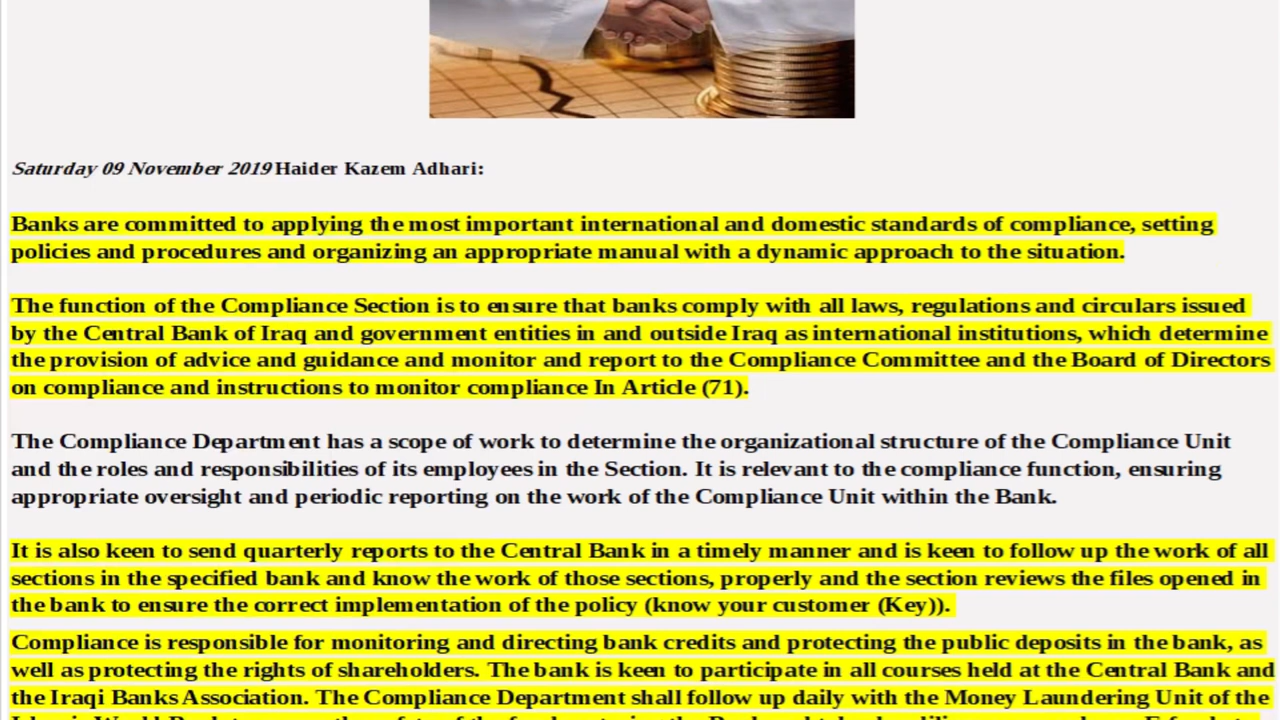 Saturday 09 November 2019 Haider Kazem Adhari:
Banks are committed to applying the most important international and domestic standards of compliance, setting
policies and procedures and organizing an appropriate manual with a dynamic approach to the situation.
The function of the Compliance Section is to ensure that banks comply with all laws, regulations and circulars issued
by the Central Bank of Iraq and government entities in and outside Iraq as international institutions, which determine
the provision of advice and guidance and monitor and report to the Compliance Committee and the Board of Directors
on compliance and instructions to monitor compliance In Article (71).
The Compliance Department has a scope of work to determine the organizational structure of the Compliance Unit
and the roles and responsibilities of its employees in the Section. It is relevant to the compliance function, ensuring
appropriate oversight and periodic reporting on the work of the Compliance Unit within the Bank.
It is also keen to send quarterly reports to the Central Bank in a timely manner and is keen to follow up the work of all
sections in the specified bank and know the work of those sections, properly and the section reviews the files opened in
the bank to ensure the correct implementation of the policy (know your customer (Key)).
Compliance is responsible for monitoring and directing bank credits and protecting the public deposits in the bank, as
well as protecting the rights of shareholders. The bank is keen to participate in all courses held at the Central Bank and
the Iraqi Banks Association. The Compliance Department shall follow up daily with the Money Laundering Unit of the